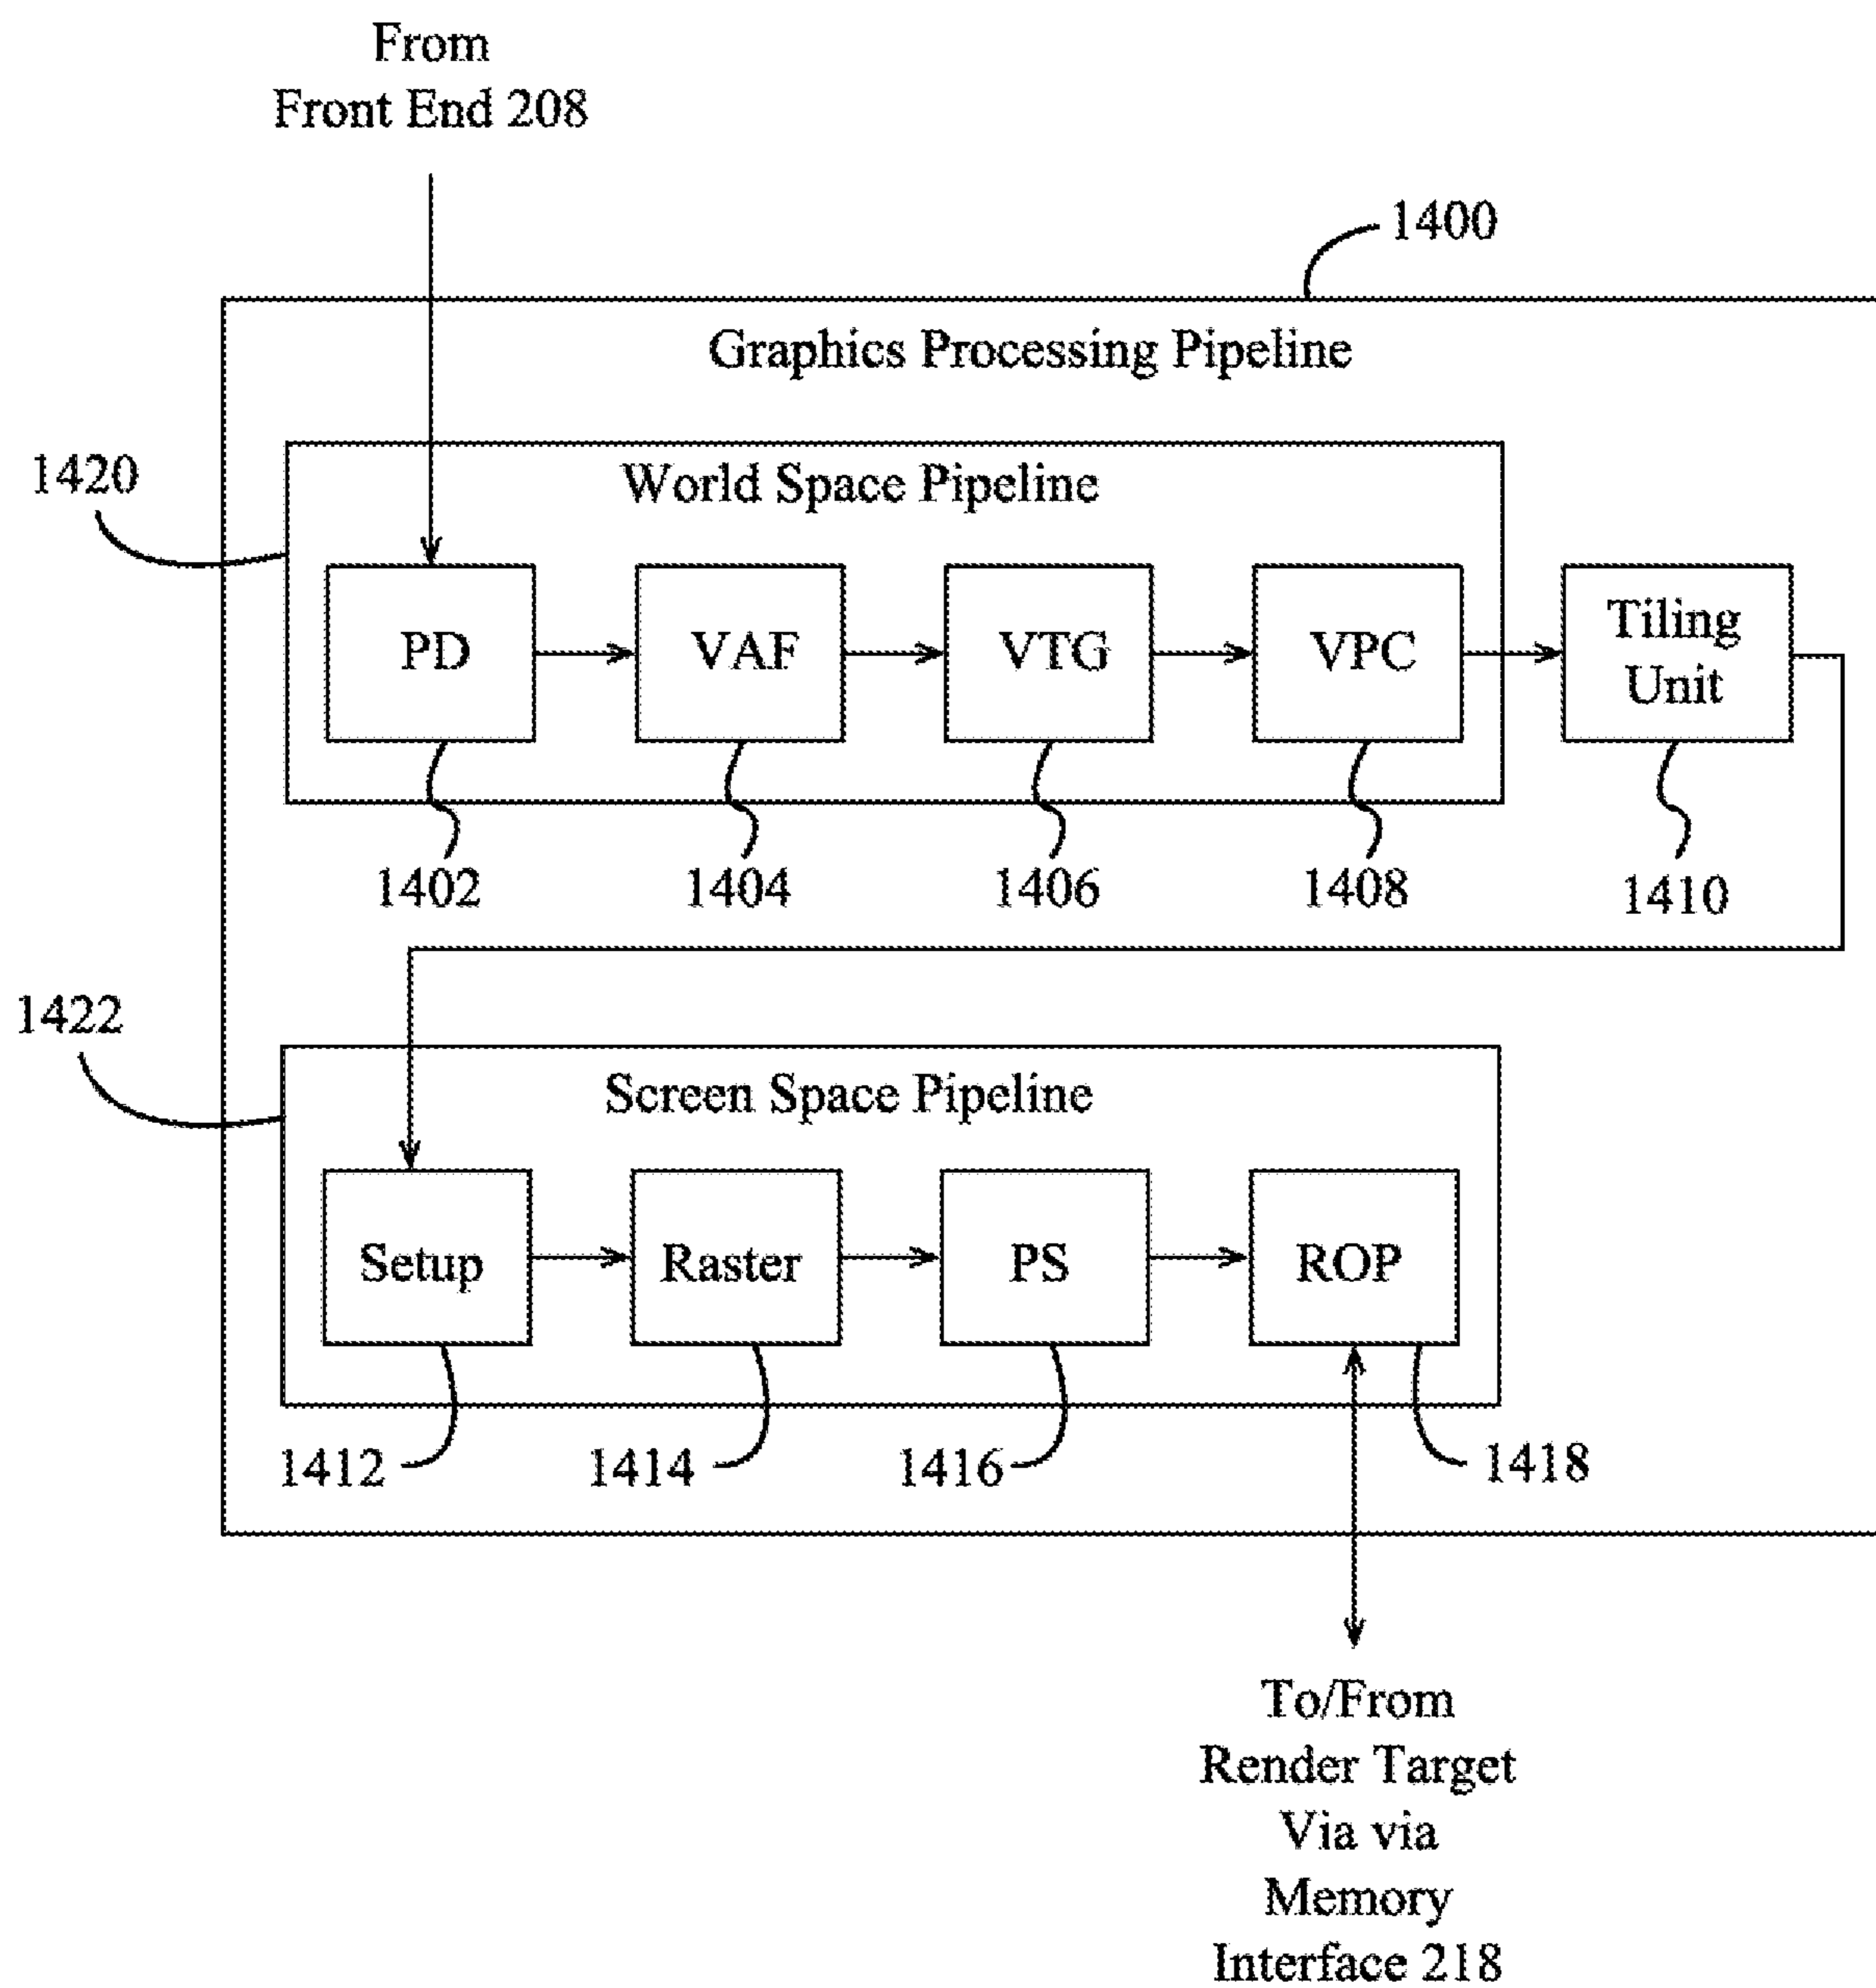 From
Front End 208
1400
Graphics Processing Pipeline
1420
World Space Pipeline
PD
VAF
VTG
VPC
Tiling
Unit
1402
1404
1406
1408
1410
1422
Screen Space Pipeline
Setup
Raster
PS
ROP
1412
1414
1416
1418
To/From
Render Target
Via via
Memory
Interface 218